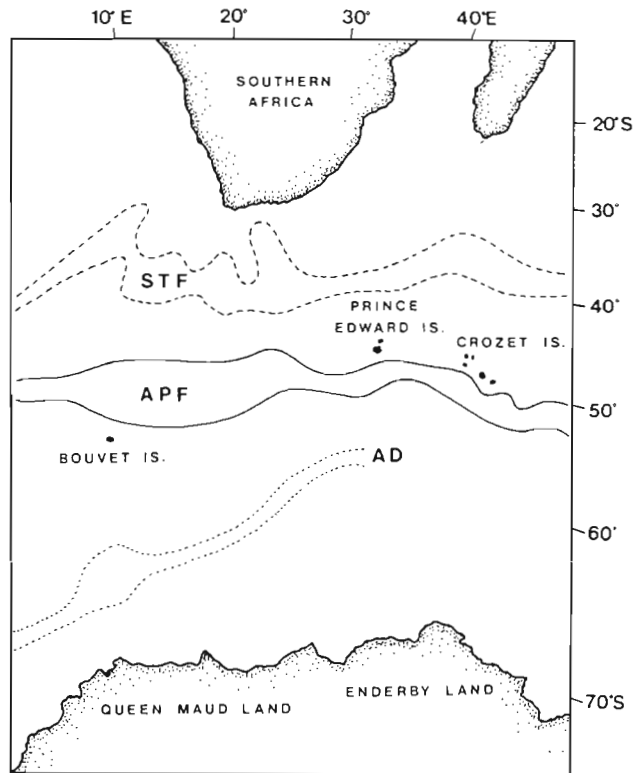 10°E 20° 30° 40°E
SOUTHERN
AFRICA
20°S
30°
STF
40°
PRINCE
EDWARD IS.
CROZET IS.
APF
50°
BOUVET IS.
AD
60°
ENDERBY LAND
QUEEN MAUD LAND
70°S